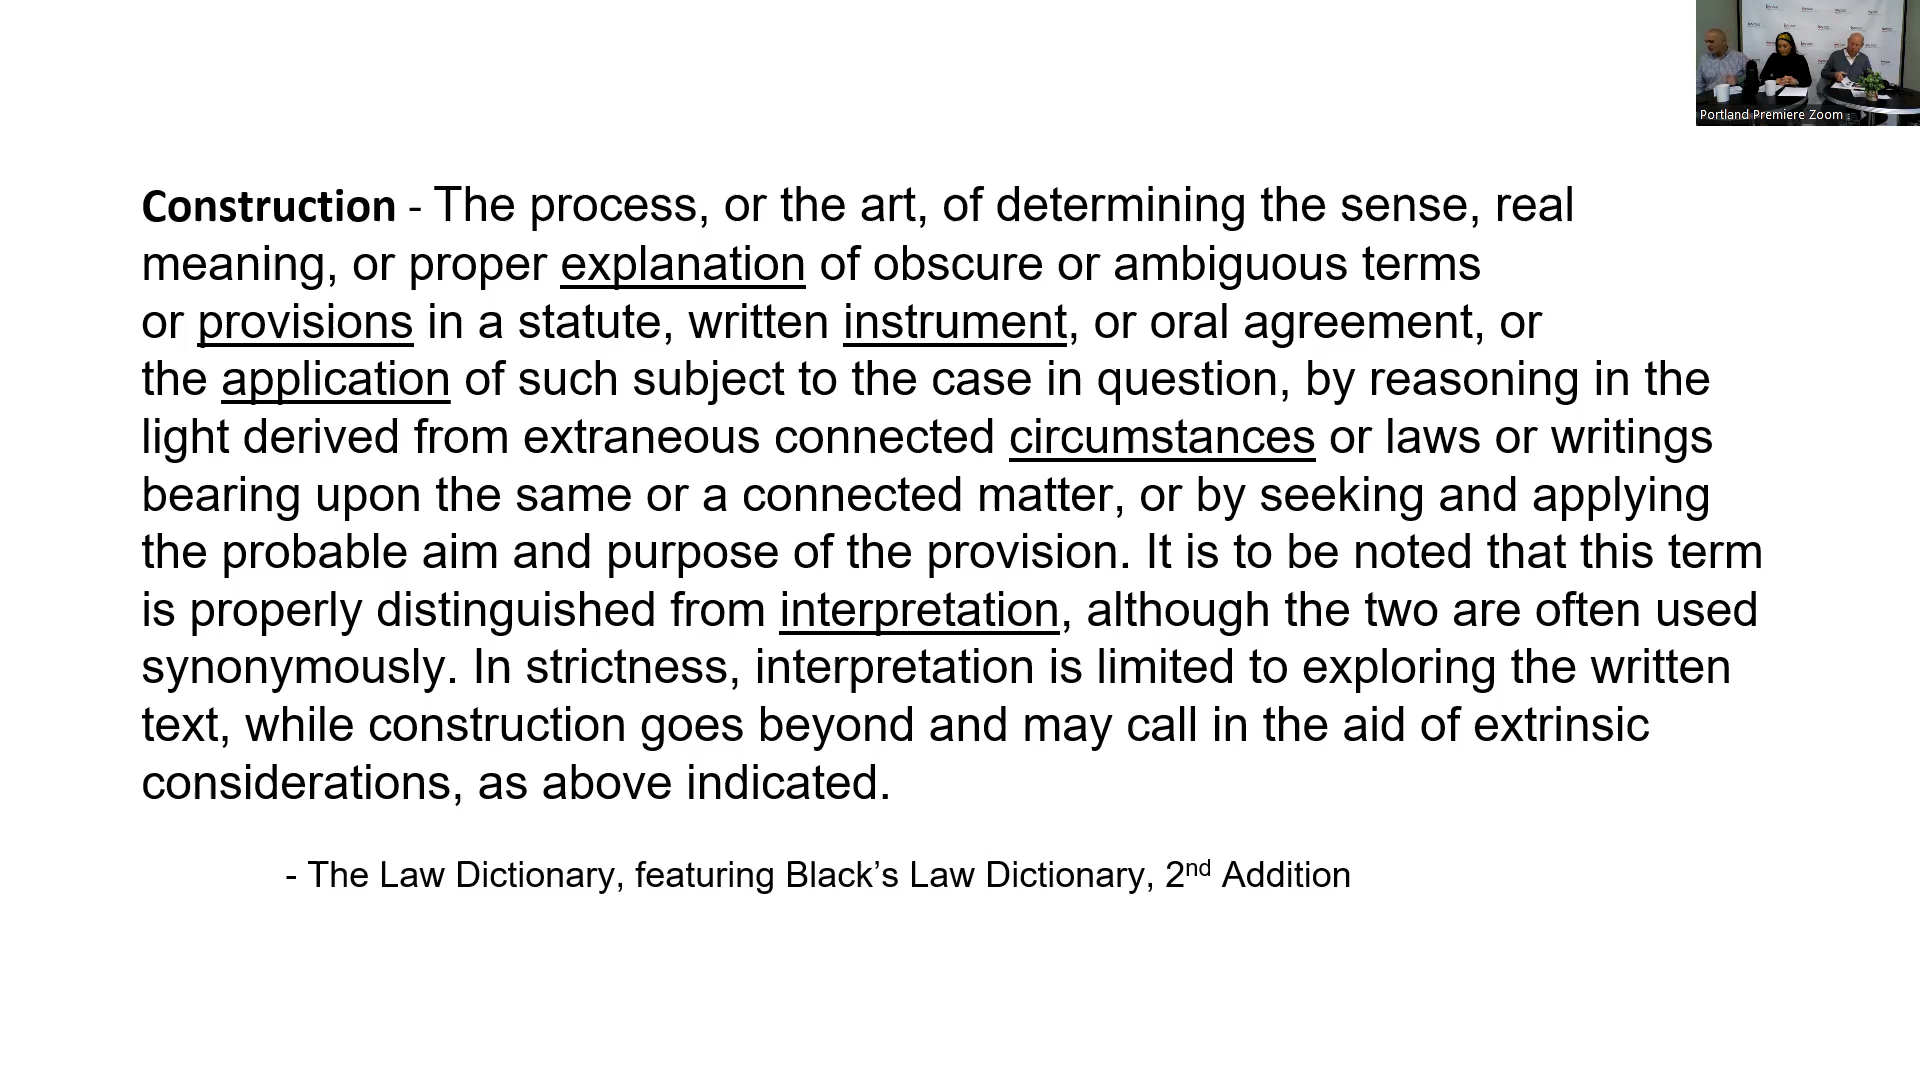 Portland Premiere Zoom
Construction - The process, or the art, of determining the sense, real
meaning, or proper explanation of obscure or ambiguous terms
or provisions in a statute, written instrument, or oral agreement, or
the application of such subject to the case in question, by reasoning in the
light derived from extraneous connected circumstances or laws or writings
bearing upon the same or a connected matter, or by seeking and applying
the probable aim and purpose of the provision. It is to be noted that this term
is properly distinguished from interpretation, although the two are often used
synonymously. In strictness, interpretation is limited to exploring the written
text, while construction goes beyond and may call in the aid of extrinsic
considerations, as above indicated.
- The Law Dictionary, featuring Black’s Law Dictionary, 2nd Addition